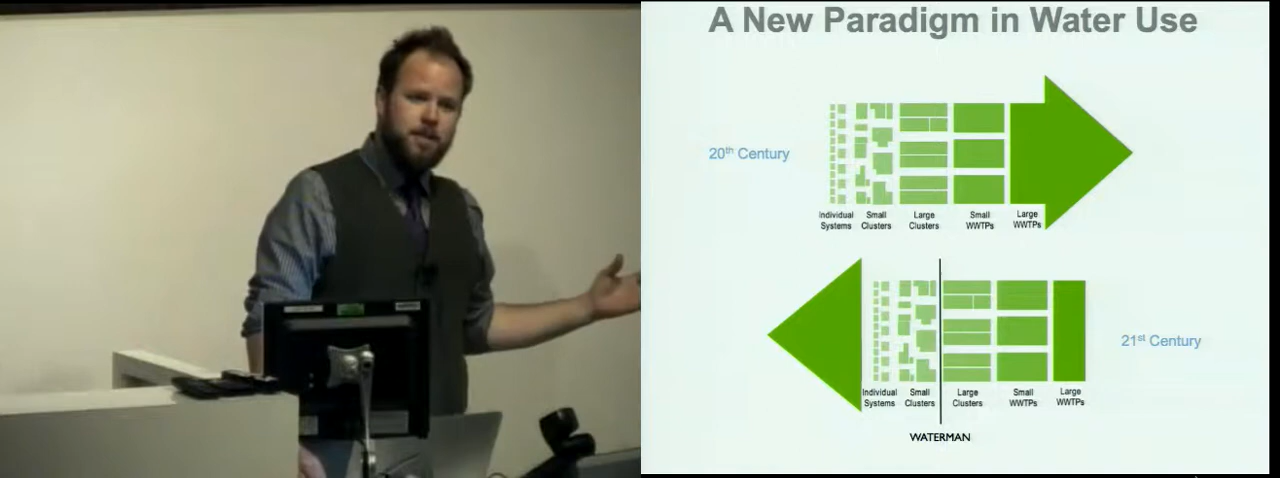 A New Paradigm in Water Use
20th Century
Individual Systems
Small Clusters
Large Clusters
Small WWTPs
Large WWTPs
21st Century
Individual Systems
Small Clusters
Large Clusters
Small WWTPs
Large WWTPs
WATERMAN